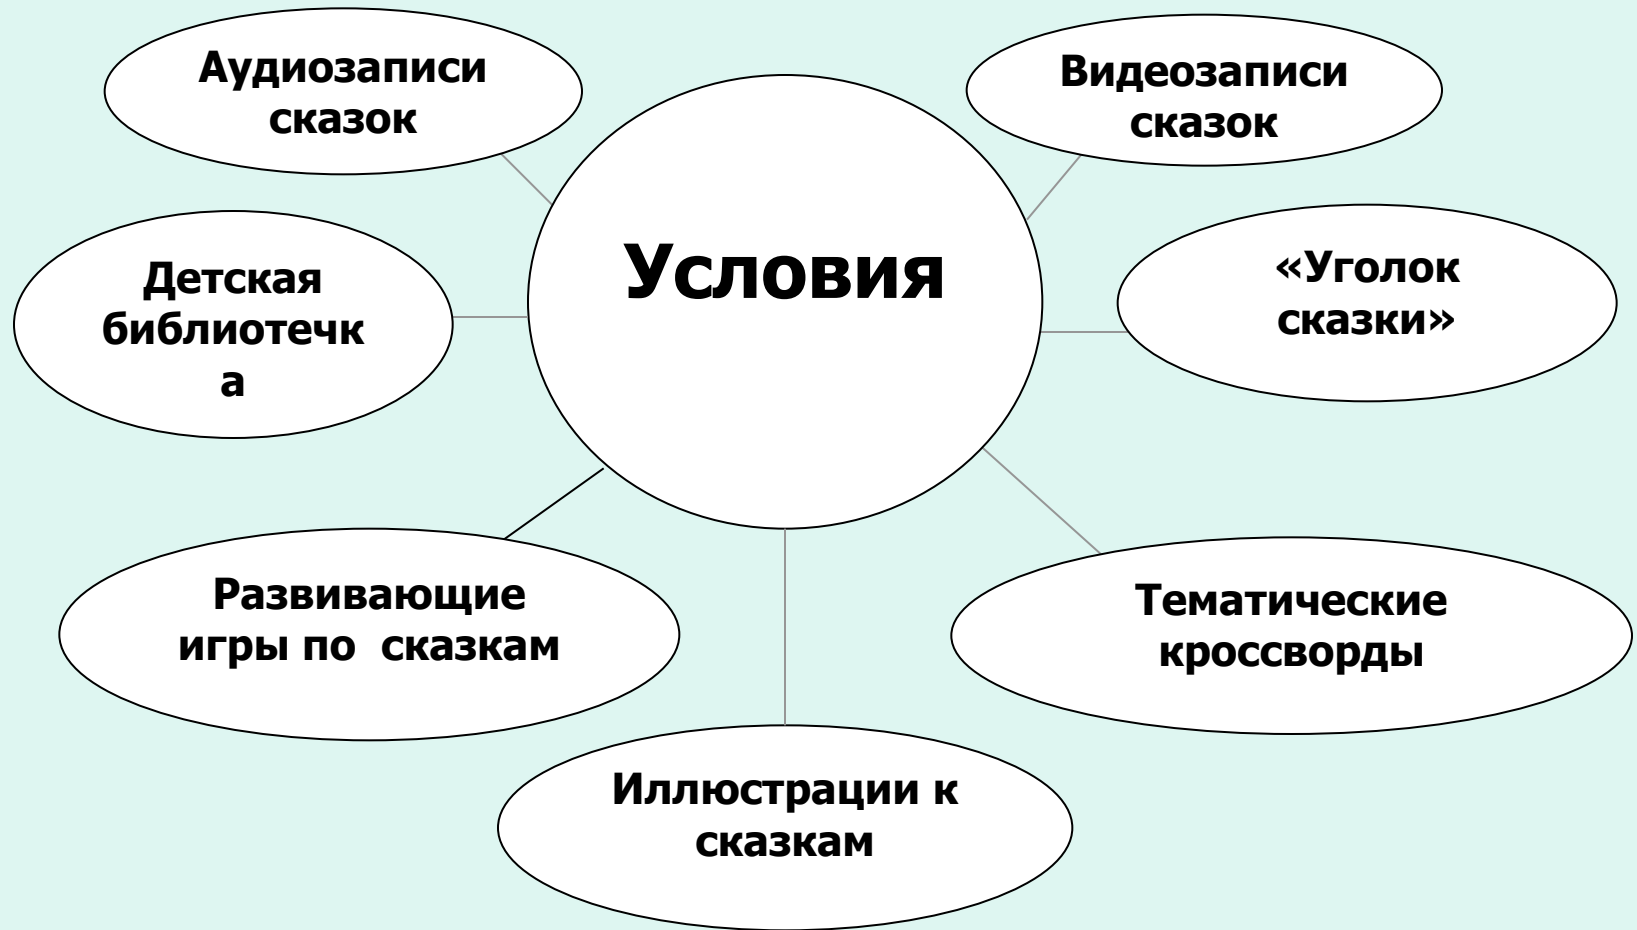 Аудиозаписи
сказок
Видеозаписи
сказок
Условия
Детская
библиотечк
а
«Уголок
сказки»
Развивающие
игры по  сказкам
Тематические
кроссворды
Иллюстрации к
сказкам